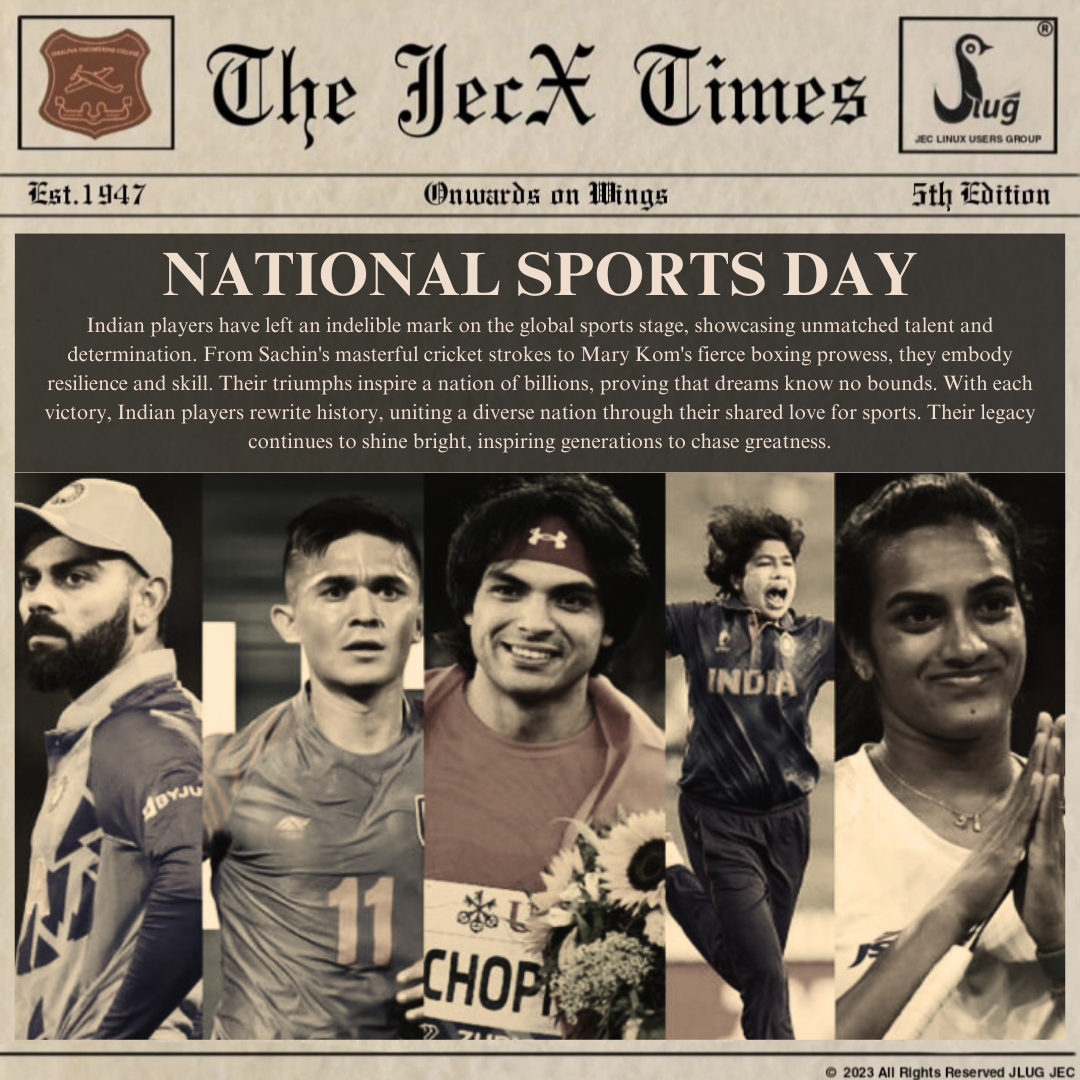 JABALPUR ENGINEERING COLLEGE
The JecX Times
®
Jlug
JEC LINUX USERS GROUP
Est.1947
Onwards on Wings
5th Edition
NATIONAL SPORTS DAY
Indian players have left an indelible mark on the global sports stage, showcasing unmatched talent and
determination. From Sachin's masterful cricket strokes to Mary Kom's fierce boxing prowess, they embody
resilience and skill. Their triumphs inspire a nation of billions, proving that dreams know no bounds. With each
victory, Indian players rewrite history, uniting a diverse nation through their shared love for sports. Their legacy
continues to shine bright, inspiring generations to chase greatness.
INDIA
BYJU
11
CHOP
© 2023 All Rights Reserved JLUG JEC